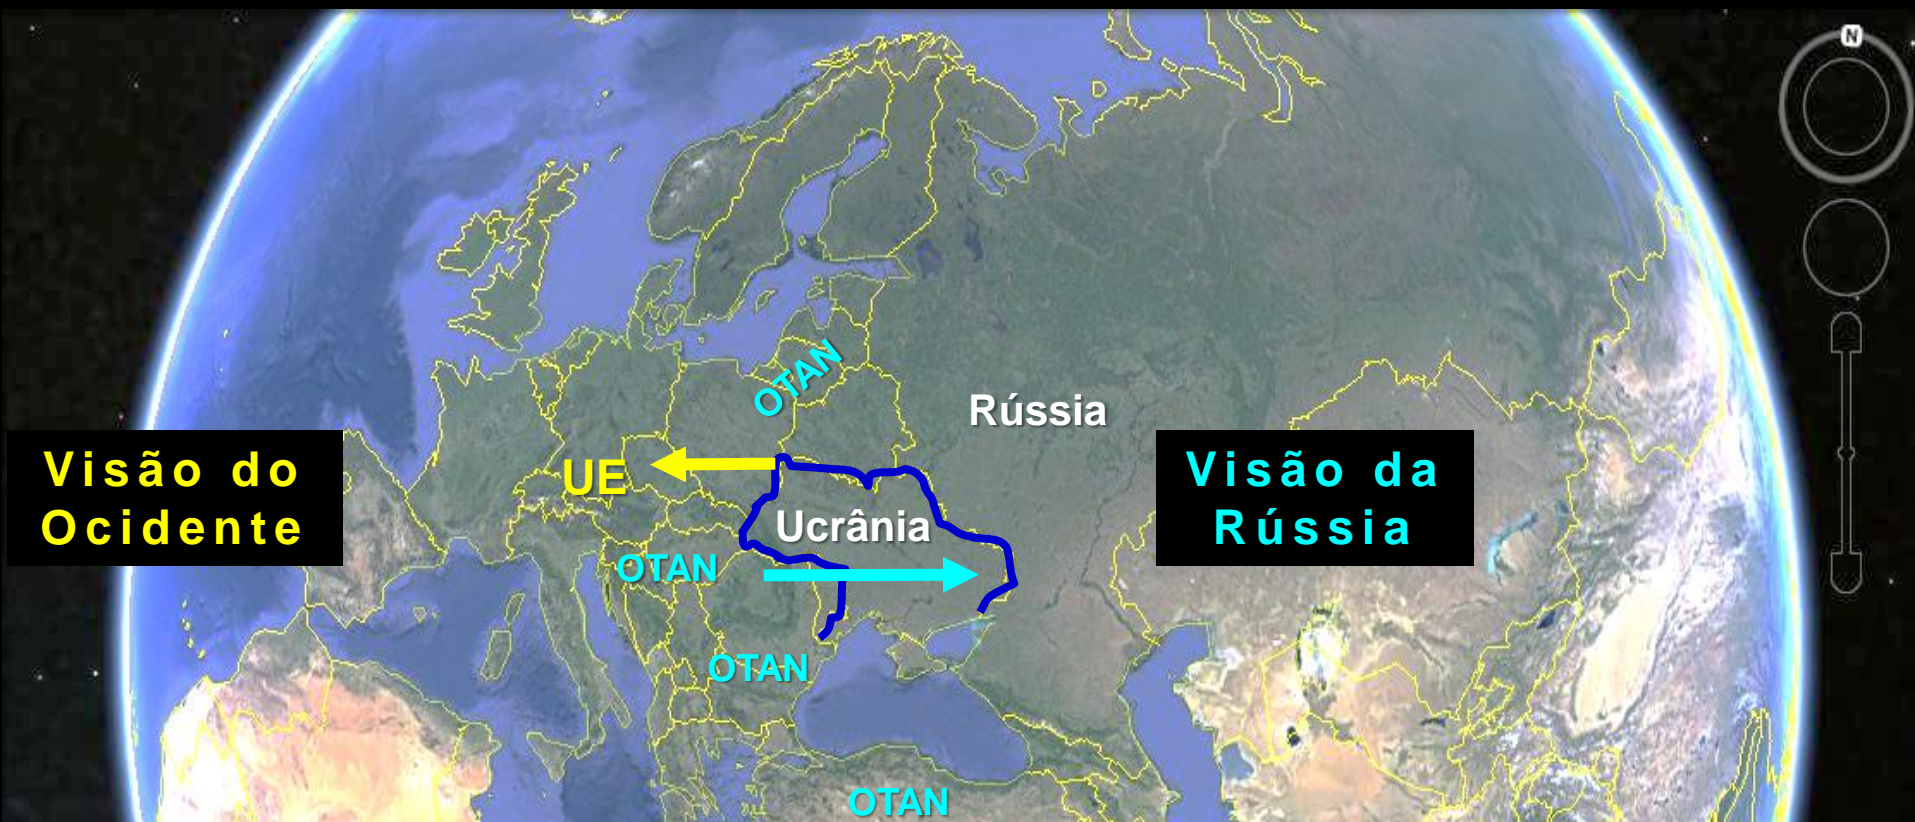 N
OTAN
Rússia
Visão do
Ocidente
UE
Ucrânia
Visão da
Rússia
OTAN
OTAN
OTAN